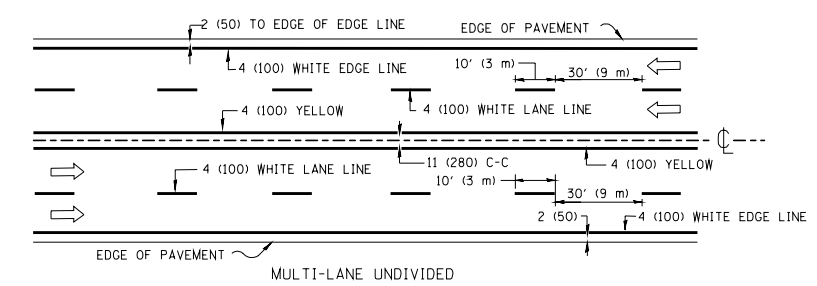 2 (50) TO EDGE OF EDGE LINE
EDGE OF PAVEMENT
4 (100) WHITE EDGE LINE
10' (3 m)
30' (9 m)
4 (100) YELLOW
4 (100) WHITE LANE LINE
CL
4 (100) WHITE LANE LINE
11 (280) C-C
4 (100) YELLOW
10' (3 m)
30' (9 m)
2 (50)
4 (100) WHITE EDGE LINE
EDGE OF PAVEMENT
MULTI-LANE UNDIVIDED